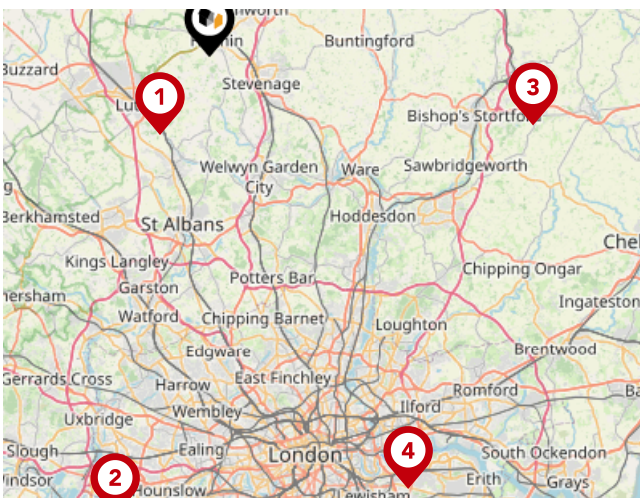 Buntingford
Buzzard
Stevenage
1
3
Bishop's Stortfo
Welwyn Garden
City
Ware
Sawbridgeworth
Berkhamsted
St Albans
Hoddesdon
Kings Langley
Potters Bar
Chipping Ongar
Garston
Ingateston
Watford
Chipping Barnet
Loughton
Edgware
Brentwood
Gerrards Cross
Harrow
East Finchley
Romford
Wembley
Ilford
Uxbridge
Slough
Ealing
London
4
South Ockendon
2
Erith
Grays
Hounslow
Lewisham